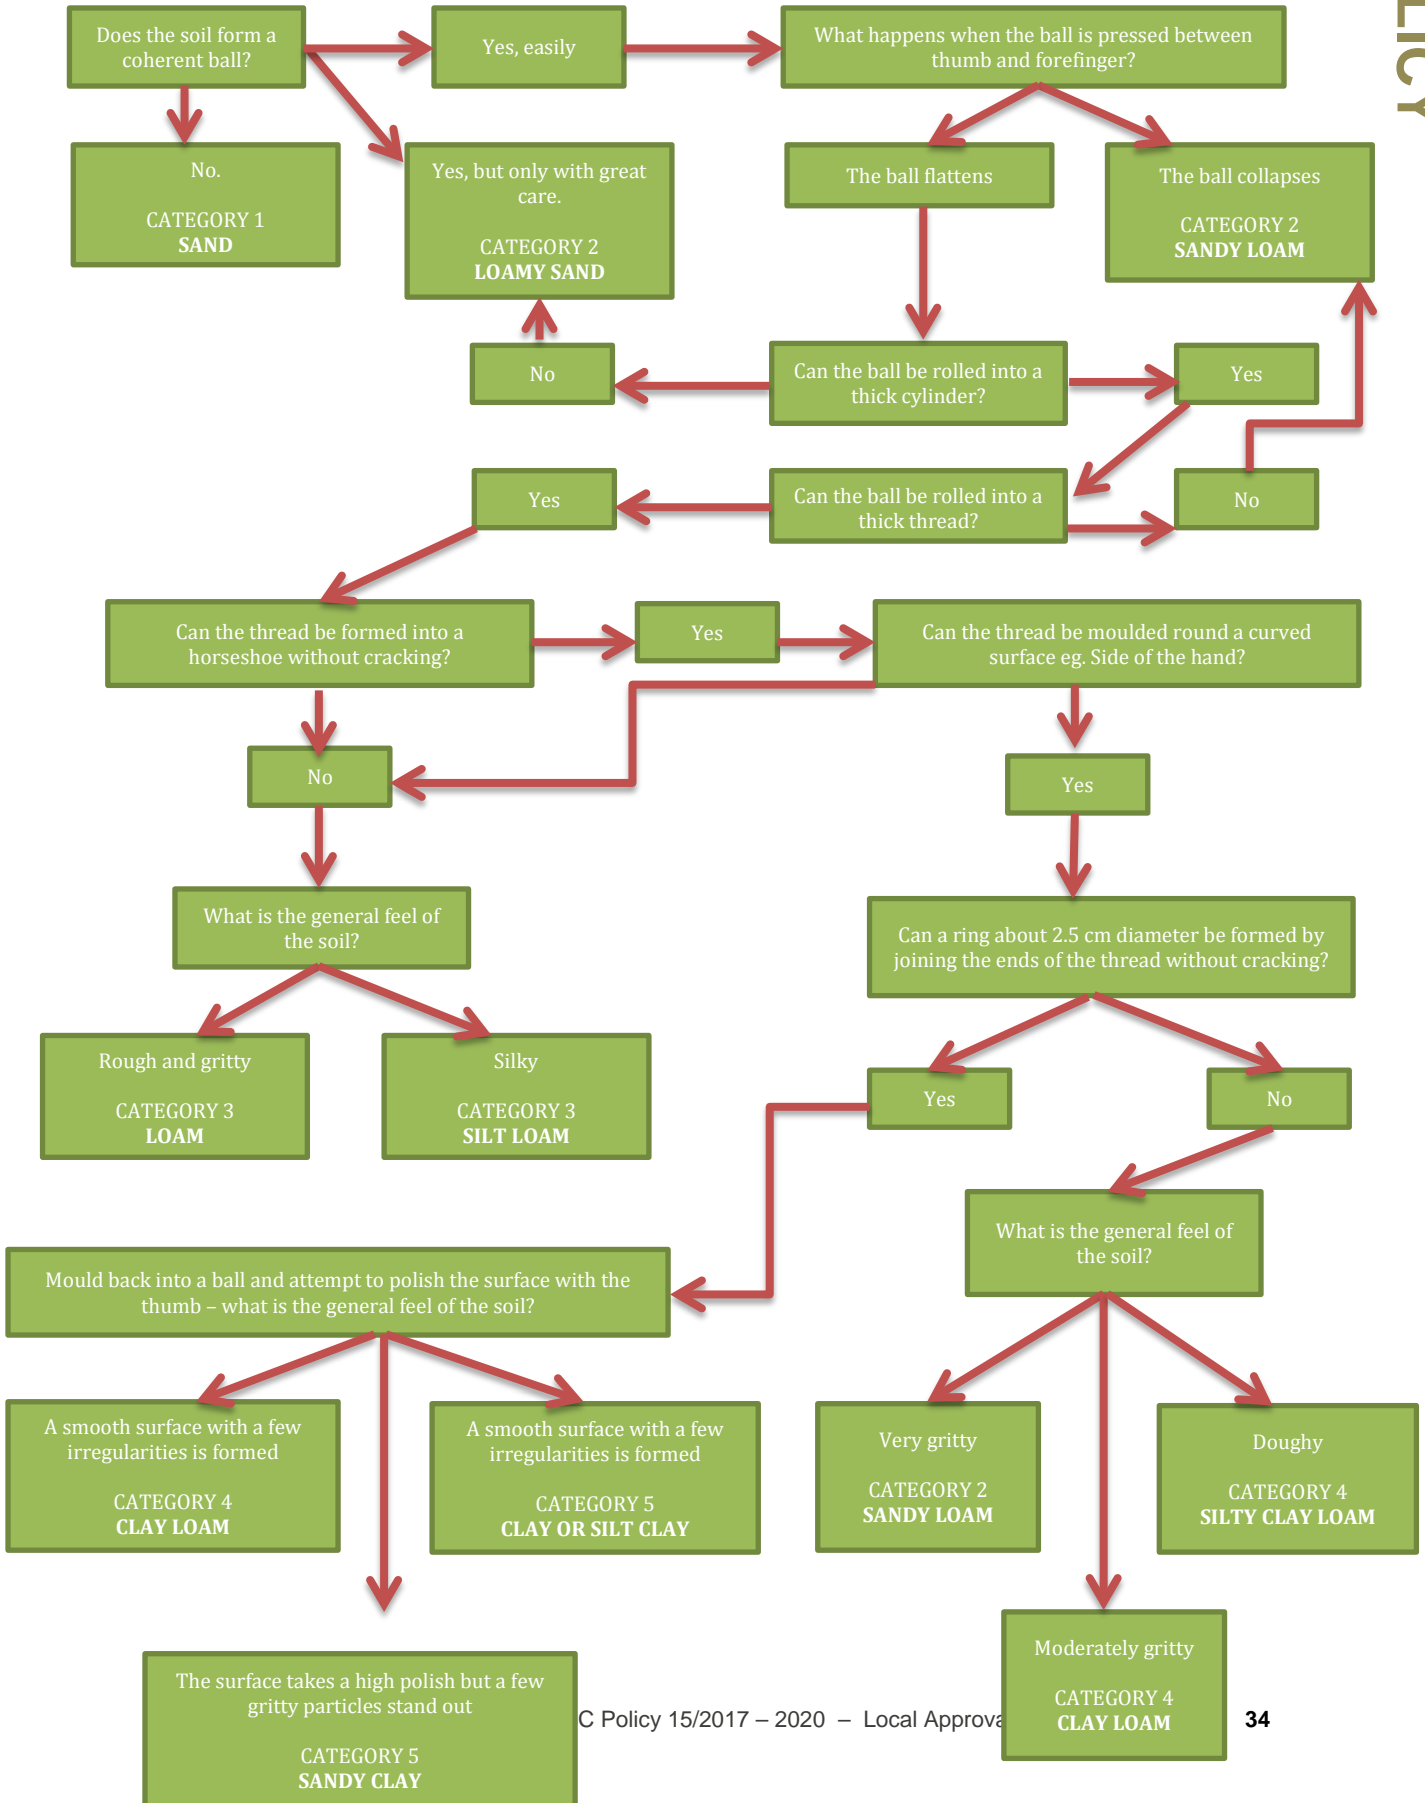 LICY
Does the soil form a
coherent ball?
Yes, easily
What happens when the ball is pressed between
thumb and forefinger?
No.
CATEGORY 1
SAND
Yes, but only with great
care.
CATEGORY 2
LOAMY SAND
The ball flattens
The ball collapses
CATEGORY 2
SANDY LOAM
No
Can the ball be rolled into a
thick cylinder?
Yes
Yes
Can the ball be rolled into a
thick thread?
No
Can the thread be formed into a
horseshoe without cracking?
Yes
Can the thread be moulded round a curved
surface eg. Side of the hand?
No
Yes
What is the general feel of
the soil?
Can a ring about 2.5 cm diameter be formed by
joining the ends of the thread without cracking?
Rough and gritty
CATEGORY 3
LOAM
Silky
CATEGORY 3
SILT LOAM
Yes
No
What is the general feel of
the soil?
Mould back into a ball and attempt to polish the surface with the
thumb – what is the general feel of the soil?
A smooth surface with a few
irregularities is formed
CATEGORY 4
CLAY LOAM
A smooth surface with a few
irregularities is formed
CATEGORY 5
CLAY OR SILT CLAY
Very gritty
CATEGORY 2
SANDY LOAM
Doughy
CATEGORY 4
SILTY CLAY LOAM
Moderately gritty
CATEGORY 4
CLAY LOAM
The surface takes a high polish but a few
gritty particles stand out
CATEGORY 5
SANDY CLAY
C Policy 15/2017 – 2020 – Local Approva
34